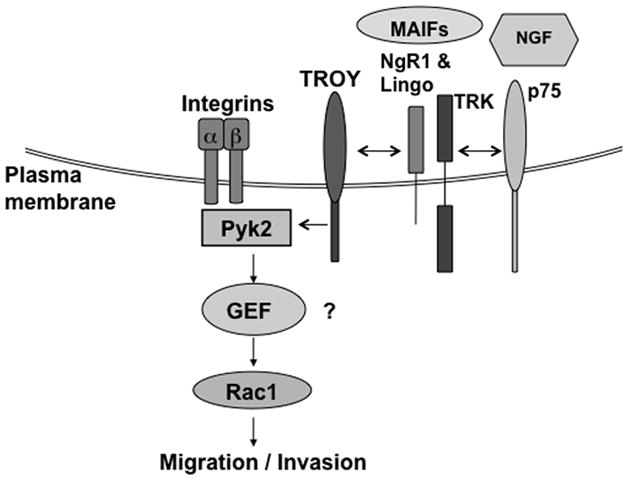 MAIFs
NGF
NgR1 &
Lingo
TROY
TRK
p75
Integrins
α β
Plasma
membrane
Pyk2
GEF ?
Rac1
Migration / Invasion